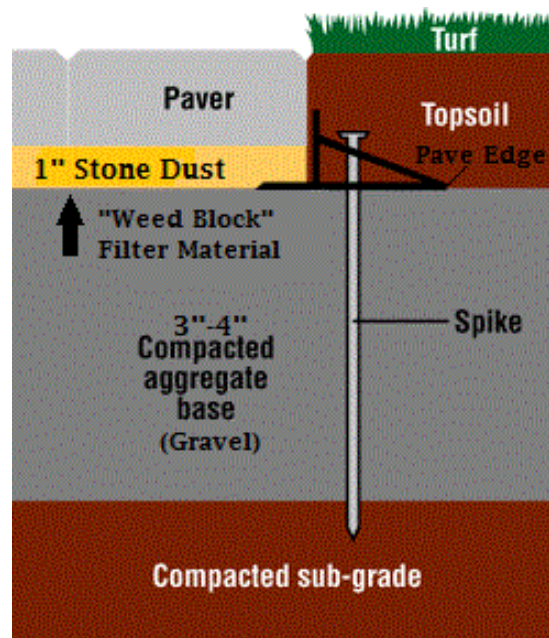 Turf
Paver
Topsoil
Pave Edge
1" Stone Dust
"Weed Block"
Filter Material
3"-4"
Compacted
aggregate
base
(Gravel)
Spike
Compacted sub-grade